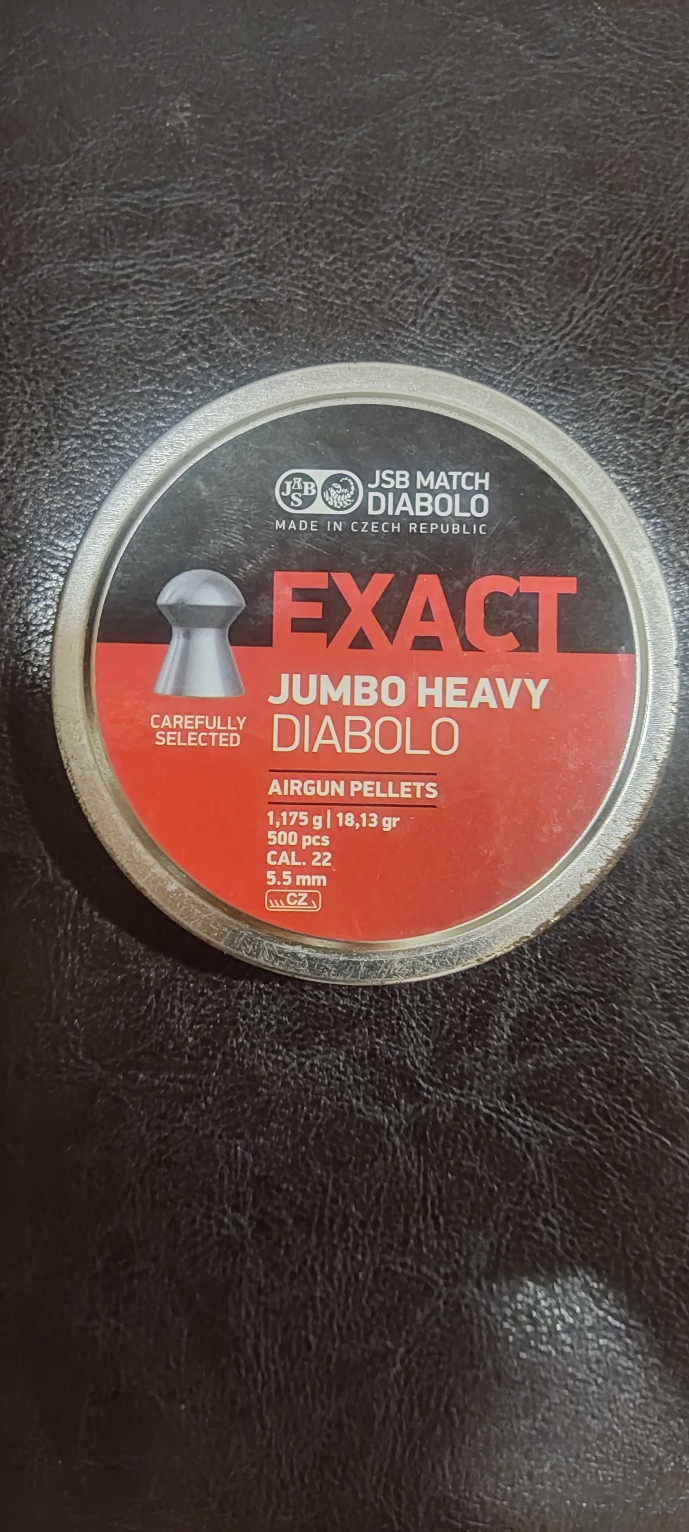 JSB
JSB MATCH
DIABOLO
MADE IN CZECH REPUBLIC
EXACT
JUMBO HEAVY
DIABOLO
CAREFULLY
SELECTED
AIRGUN PELLETS
1,175 g | 18,13 gr
500 pcs
CAL. 22
5.5 mm
CZ